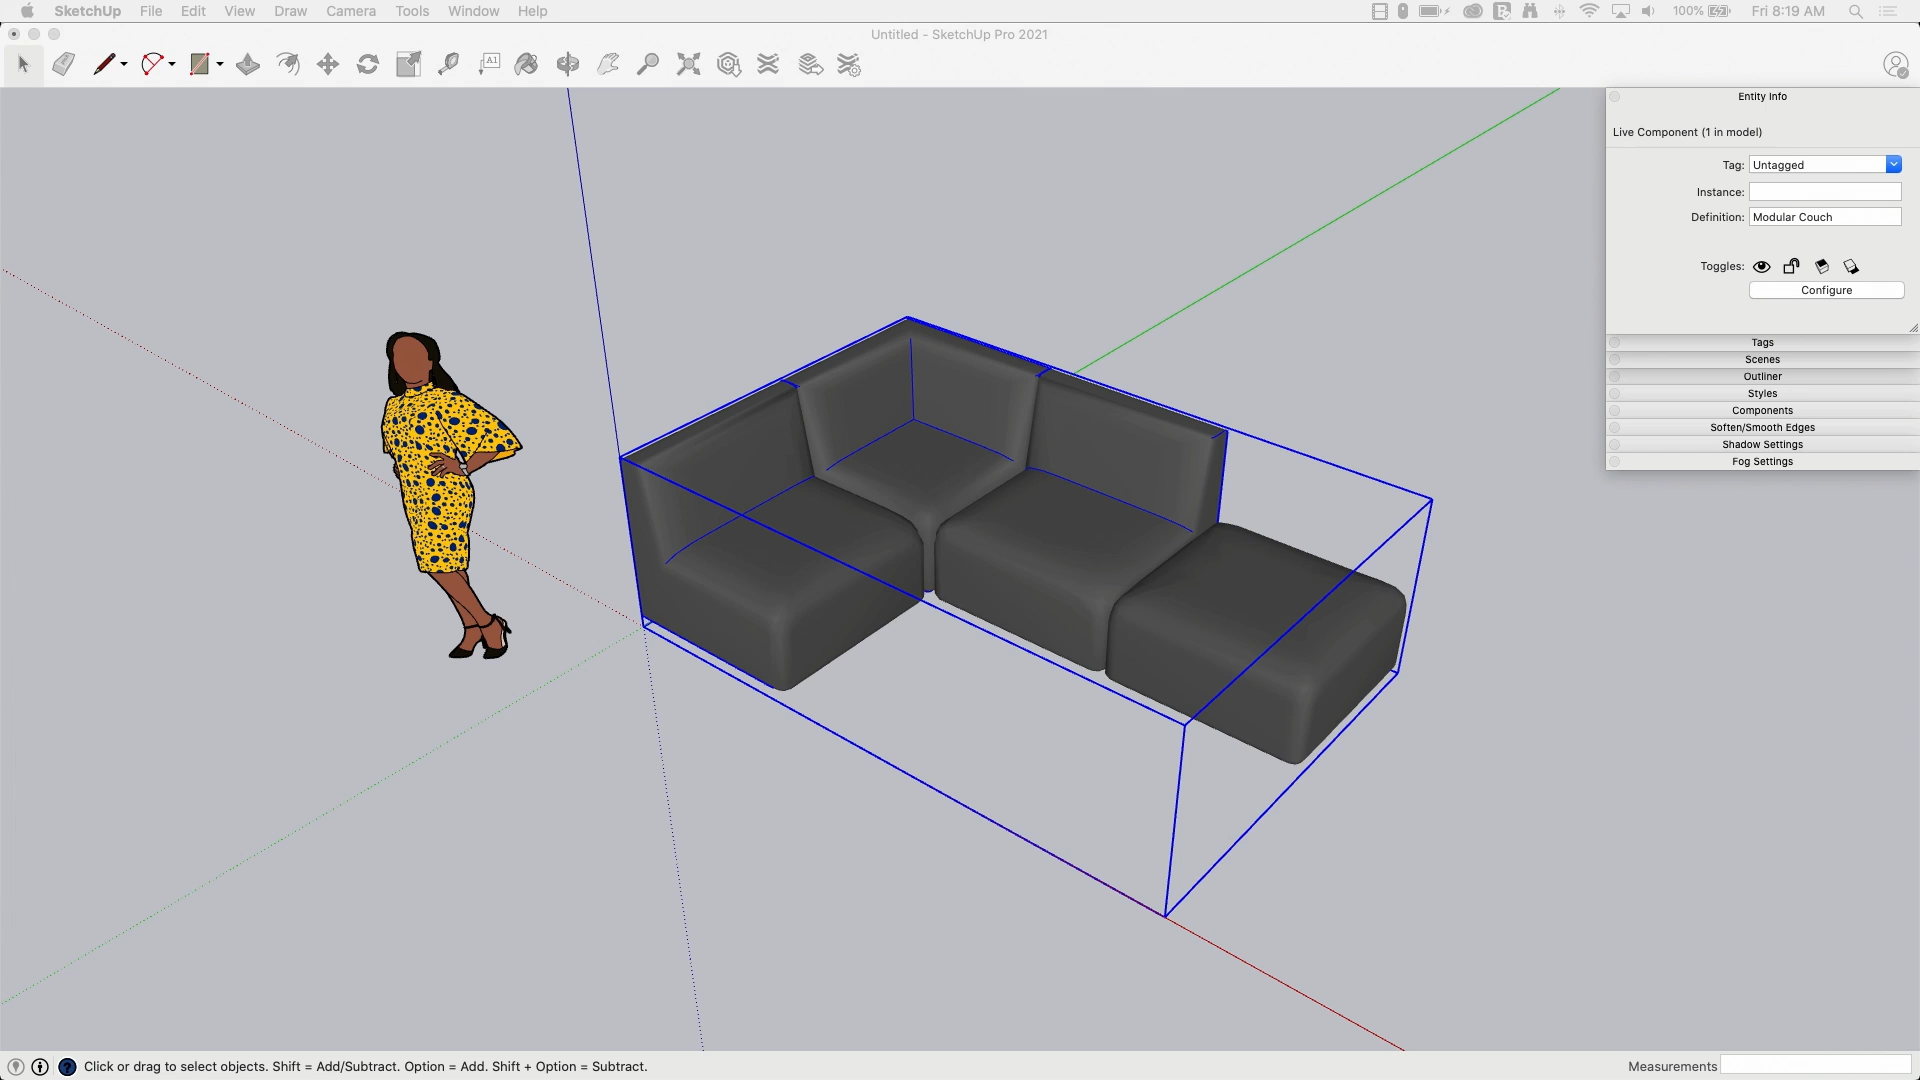 SketchUp File Edit View Draw Camera Tools Window Help 100% Fri 8:19 AM
Untitled - SketchUp Pro 2021
A1
Entity Info
Live Component (1 in model)
Tag: Untagged
Instance:
Definition: Modular Couch
Toggles:
Configure
Tags
Scenes
Outliner
Styles
Components
Soften/Smooth Edges
Shadow Settings
Fog Settings
? Click or drag to select objects. Shift = Add/Subtract. Option = Add. Shift + Option = Subtract. Measurements